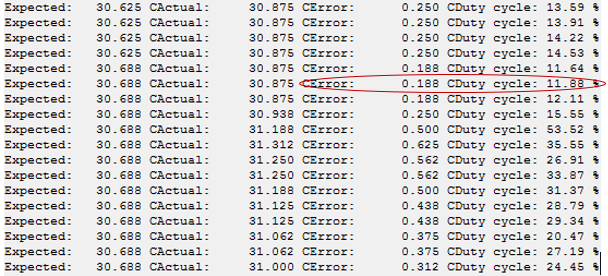 Expected: 30.625 CActual: 30.875 CError: 0.250 CDuty cycle: 13.59 %
Expected: 30.625 CActual: 30.875 CError: 0.250 CDuty cycle: 13.91 %
Expected: 30.625 CActual: 30.875 CError: 0.250 CDuty cycle: 14.22 %
Expected: 30.625 CActual: 30.875 CError: 0.250 CDuty cycle: 14.53 %
Expected: 30.688 CActual: 30.875 CError: 0.188 CDuty cycle: 11.64 %
Expected: 30.688 CActual: 30.875 CError: 0.188 CDuty cycle: 11.88 %
Expected: 30.688 CActual: 30.875 CError: 0.188 CDuty cycle: 12.11 %
Expected: 30.688 CActual: 30.938 CError: 0.250 CDuty cycle: 15.55 %
Expected: 30.688 CActual: 31.188 CError: 0.500 CDuty cycle: 53.52 %
Expected: 30.688 CActual: 31.312 CError: 0.625 CDuty cycle: 35.55 %
Expected: 30.688 CActual: 31.250 CError: 0.562 CDuty cycle: 26.91 %
Expected: 30.688 CActual: 31.250 CError: 0.562 CDuty cycle: 33.87 %
Expected: 30.688 CActual: 31.188 CError: 0.500 CDuty cycle: 31.37 %
Expected: 30.688 CActual: 31.125 CError: 0.438 CDuty cycle: 28.79 %
Expected: 30.688 CActual: 31.125 CError: 0.438 CDuty cycle: 29.34 %
Expected: 30.688 CActual: 31.062 CError: 0.375 CDuty cycle: 20.47 %
Expected: 30.688 CActual: 31.062 CError: 0.375 CDuty cycle: 27.19 %
Expected: 30.688 CActual: 31.000 CError: 0.312 CDuty cycle: 24.45 %